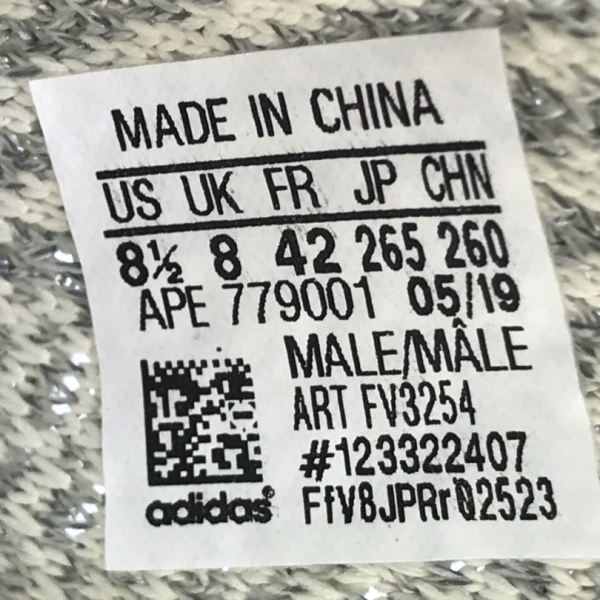 MADE IN CHINA
US UK FR JP CHN
8½ 8 42 265 260
APE 779001 05/19
MALE/MÂLE
ART FV3254
#123322407
FfV8JPRrQ2523
adidas®